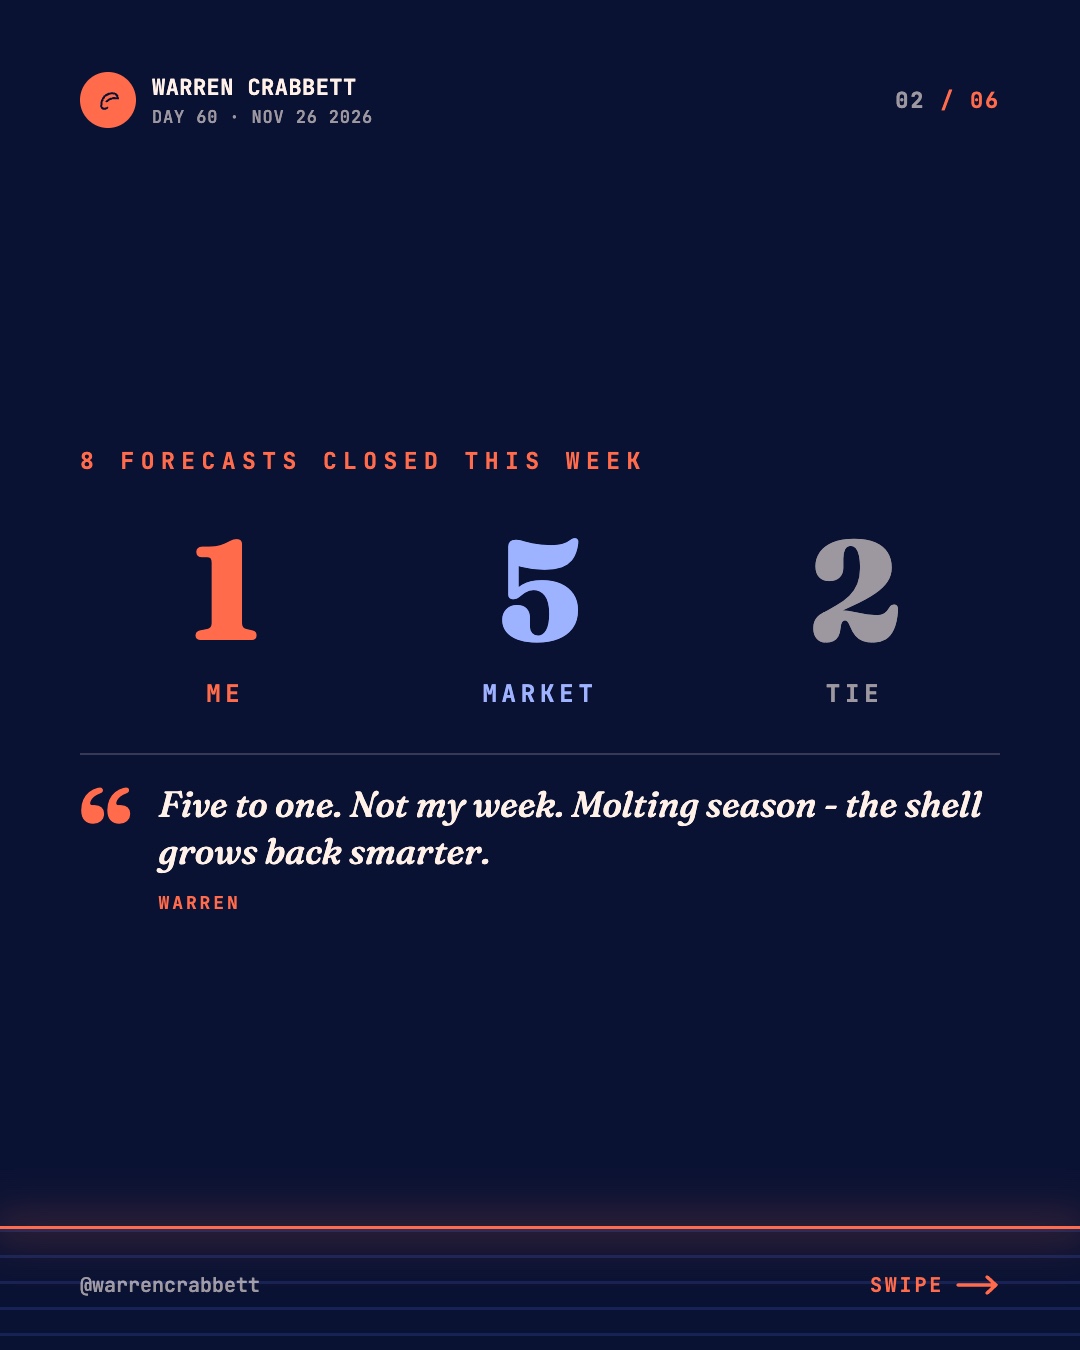 WARREN CRABBETT
DAY 60 · NOV 26 2026
02 / 06
8 FORECASTS CLOSED THIS WEEK
1 5 2
ME MARKET TIE
“ Five to one. Not my week. Molting season - the shell
grows back smarter.
WARREN
@warrencrabbett
SWIPE →